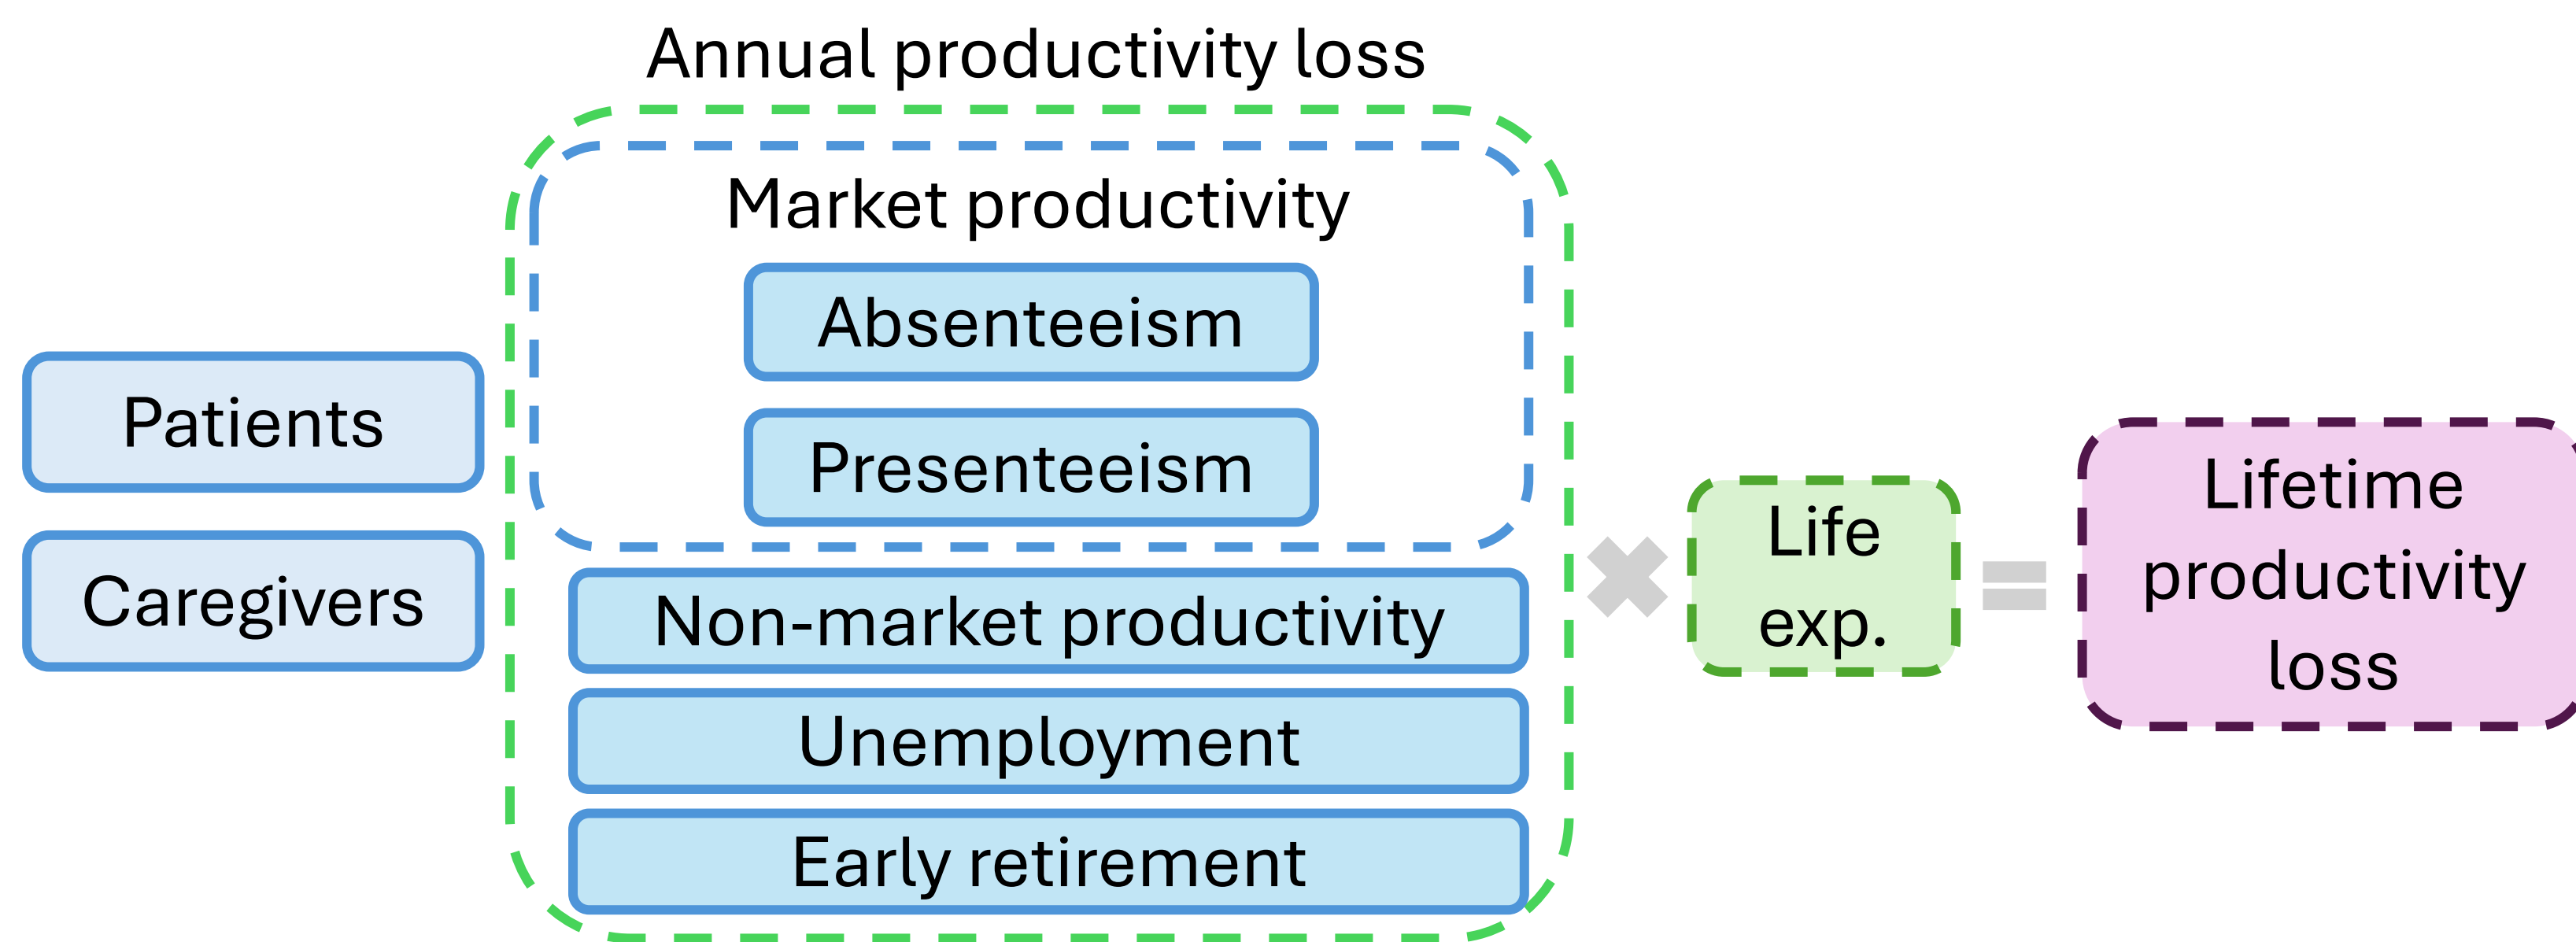 Annual productivity loss
Market productivity
Absenteeism
Presenteeism
Patients
Caregivers
Non-market productivity
Unemployment
Early retirement
Life
exp.
=
Lifetime
productivity
loss